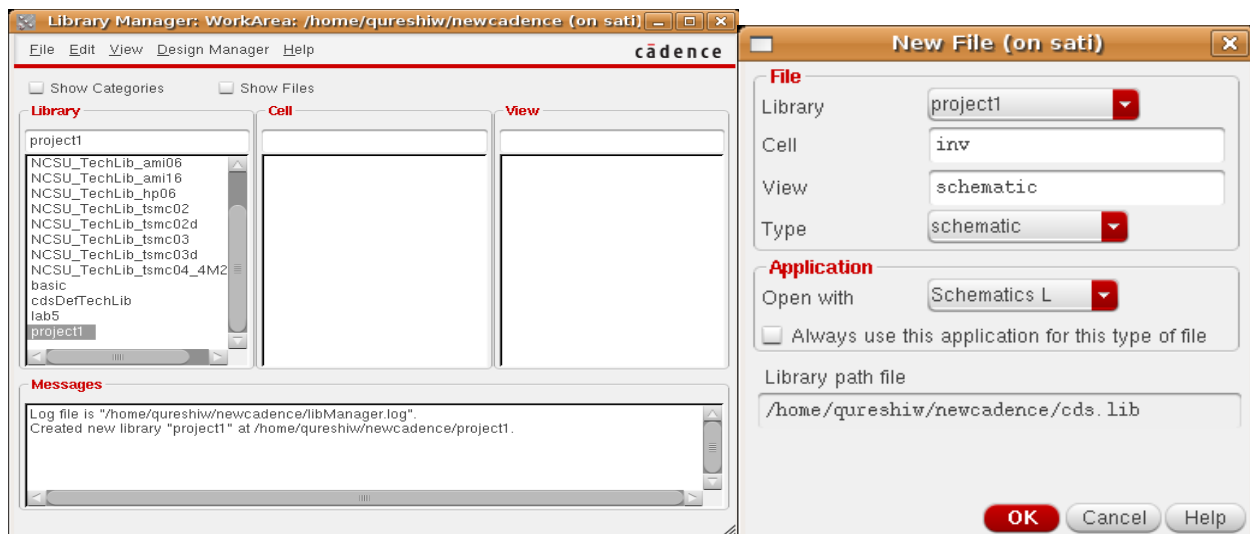 Library Manager: WorkArea: /home/qureshiw/newcadence (on sati)
File Edit View Design Manager Help
cādence
Show Categories Show Files
Library
project1
NCSU_TechLib_ami06
NCSU_TechLib_ami16
NCSU_TechLib_hp06
NCSU_TechLib_tsmc02
NCSU_TechLib_tsmc02d
NCSU_TechLib_tsmc03
NCSU_TechLib_tsmc03d
NCSU_TechLib_tsmc04_4M2
basic
cdsDefTechLib
lab5
project1
Cell
View
Messages
Log file is "/home/qureshiw/newcadence/libManager.log".
Created new library "project1" at /home/qureshiw/newcadence/project1.
New File (on sati)
File
Library project1
Cell inv
View schematic
Type schematic
Application
Open with Schematics L
Always use this application for this type of file
Library path file
/home/qureshiw/newcadence/cds.lib
OK Cancel Help